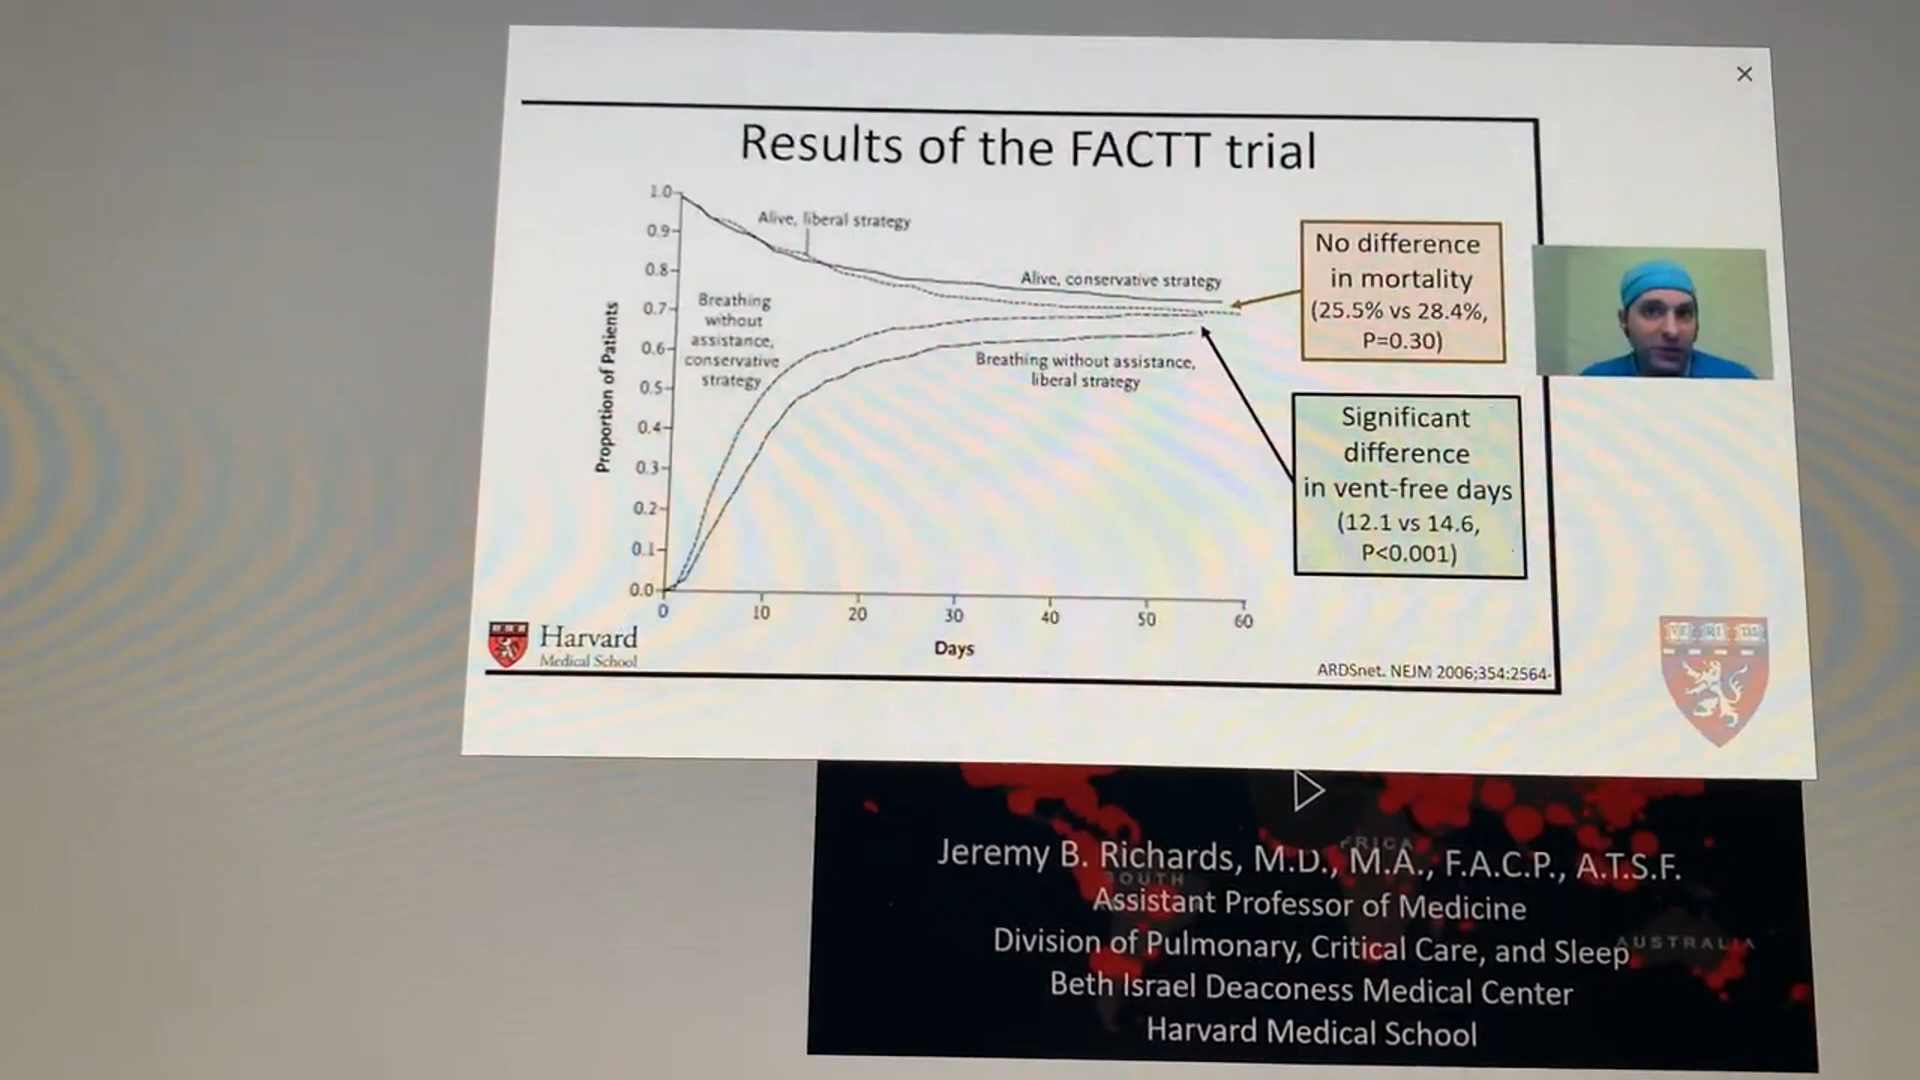 ×
Results of the FACTT trial
1.0
0.9
0.8
0.7
0.6
0.5
0.4
0.3
0.2
0.1
0.0
Proportion of Patients
Alive, liberal strategy
Alive, conservative strategy
Breathing
without
assistance,
conservative
strategy
Breathing without assistance,
liberal strategy
0 10 20 30 40 50 60
Days
No difference
in mortality
(25.5% vs 28.4%,
P=0.30)
Significant
difference
in vent-free days
(12.1 vs 14.6,
P<0.001)
Harvard
Medical School
ARDSnet. NEJM 2006;354:2564-
VE RI TAS
Jeremy B. Richards, M.D., M.A., F.A.C.P., A.T.S.F.
SOUTH
Assistant Professor of Medicine
Division of Pulmonary, Critical Care, and Sleep
AUSTRALIA
Beth Israel Deaconess Medical Center
Harvard Medical School